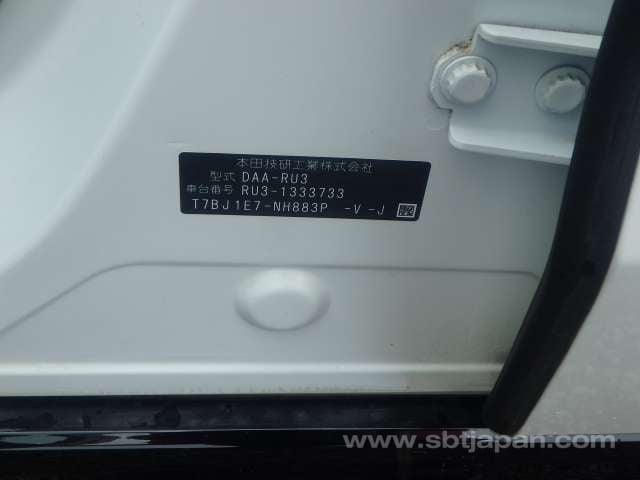 本田技研工業株式会社
型式 DAA-RU3
車台番号 RU3-1333733
T7BJ1E7-NH883P -V -J
www.sbtjapan.com